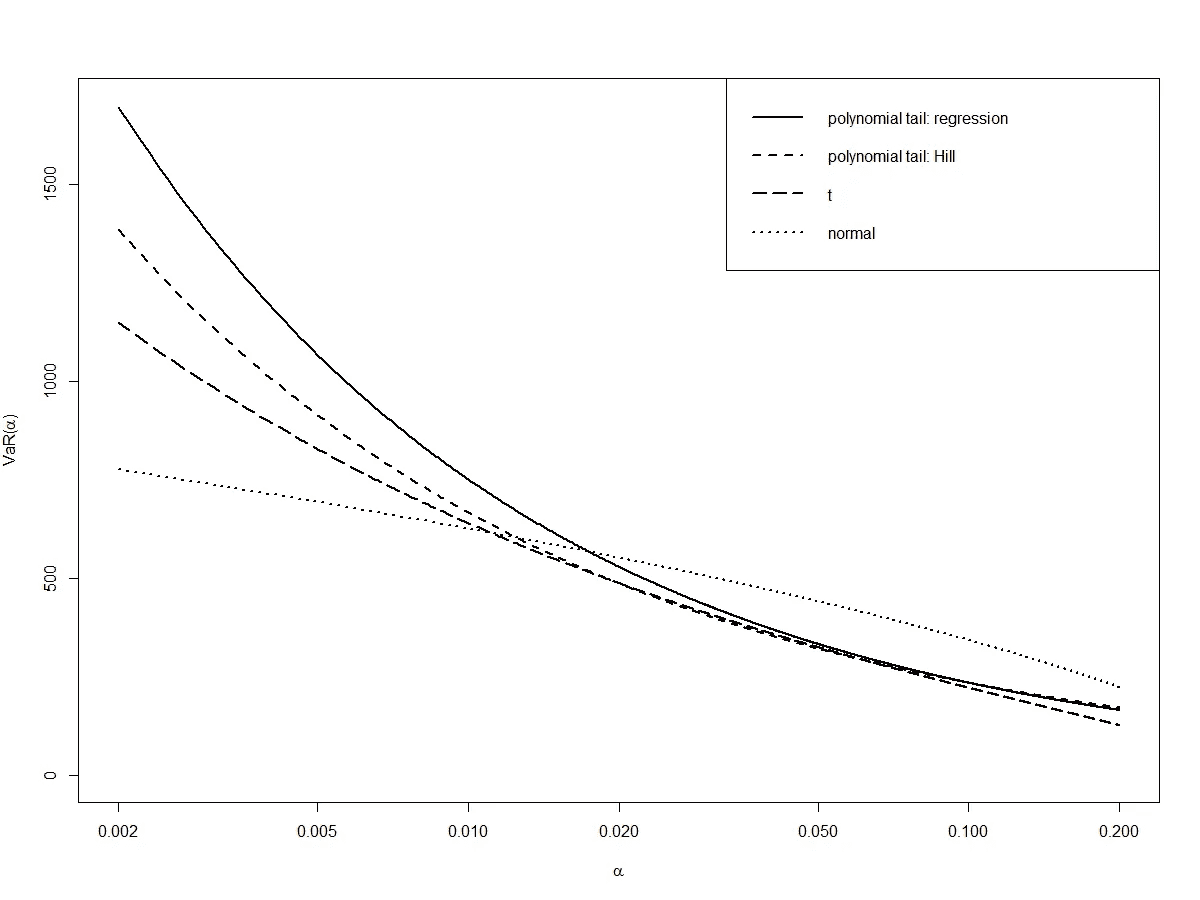 polynomial tail: regression
polynomial tail: Hill
t
normal
1500
1000
500
0
VaR(α)
0.002 0.005 0.010 0.020 0.050 0.100 0.200
α